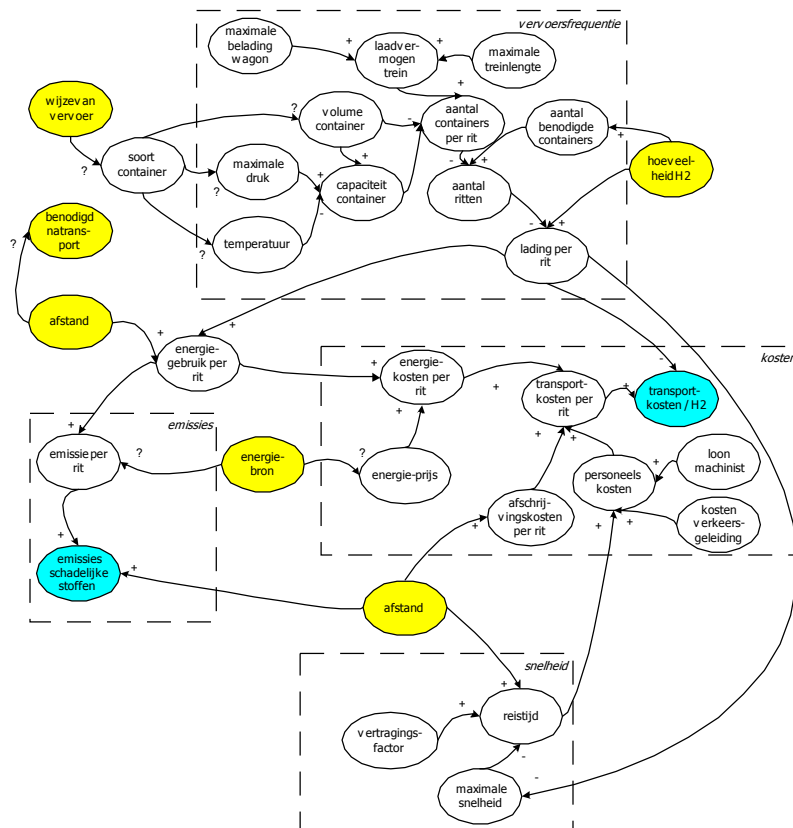 vervoersfrequentie
maximale
belading
wagon
+
laadver-
mogen
trein
+
maximale
treinlengte
+
wijze van
vervoer
?
soort
container
?
volume
container
-
aantal
containers
per rit
aantal
benodigde
containers
+
hoeveel-
heid H2
maximale
druk
?
+
+
capaciteit
container
+
-
+
aantal
ritten
-
temperatuur
?
-
+
lading per
rit
benodigd
natrans-
port
?
afstand
+
+
energie-
gebruik per
rit
kosten
energie-
kosten per
rit
+
+
transport-
kosten per
rit
+
+
-
transport-
kosten / H2
emissies
+
emissie per
rit
?
energie-
bron
?
energie-prijs
+
+
personeels
kosten
+
loon
machinist
afschrij-
vingskosten
per rit
+
+
+
kosten
verkeers-
geleiding
+
emissies
schadelijke
stoffen
+
afstand
snelheid
+
reistijd
vertragings-
factor
+
-
maximale
snelheid
-